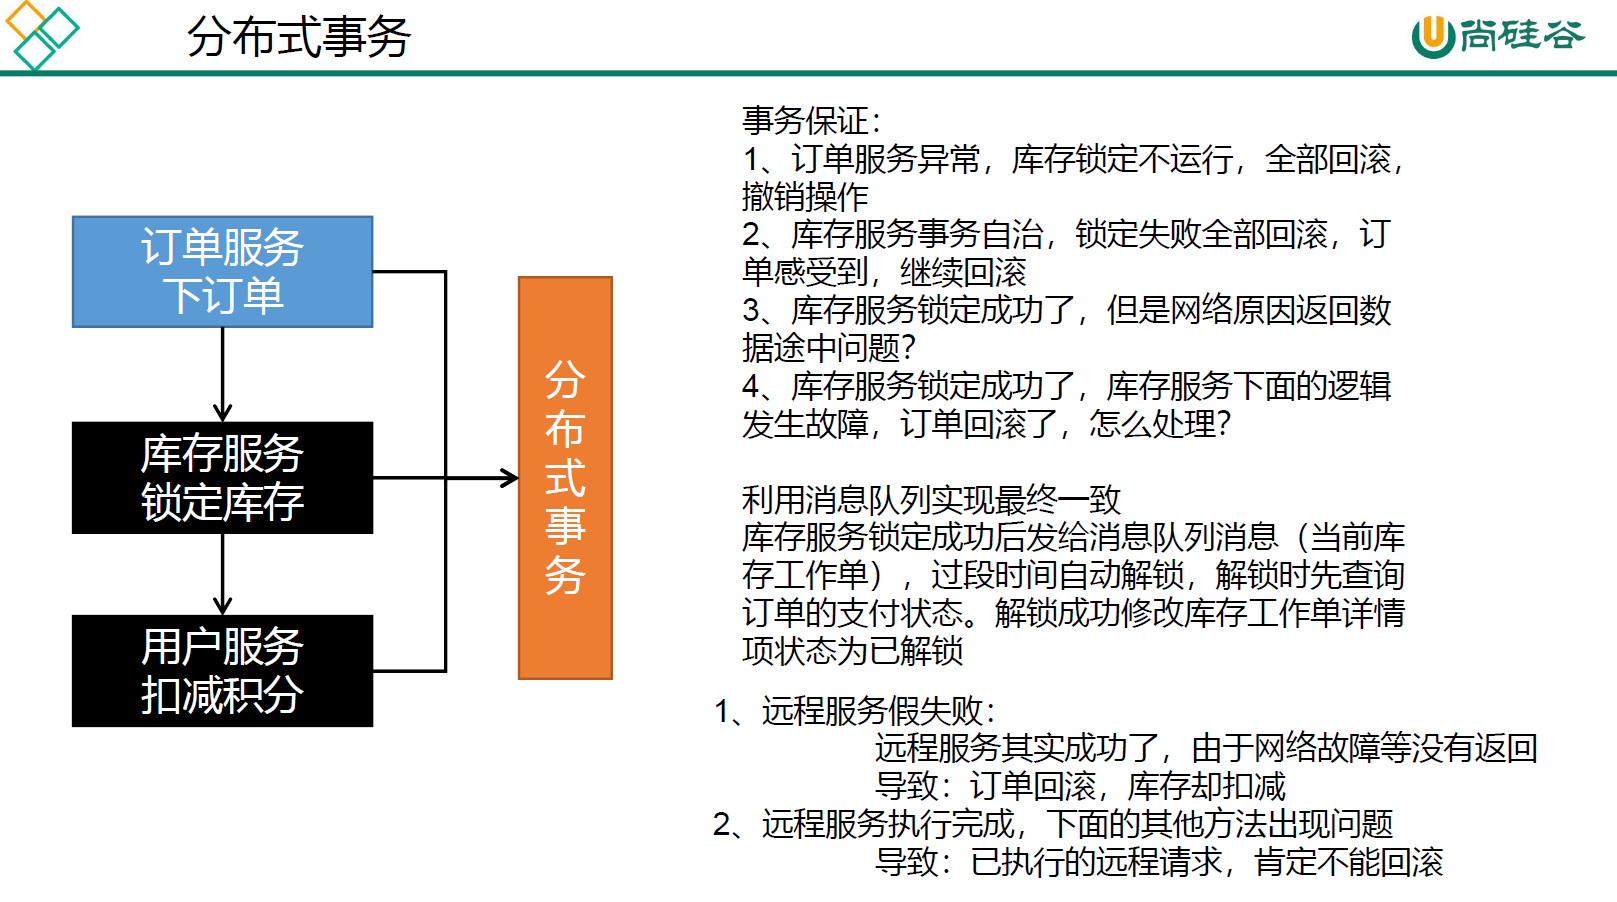 分布式事务
尚硅谷
订单服务
下订单
库存服务
锁定库存
用户服务
扣减积分
分
布
式
事
务
事务保证：
1、订单服务异常，库存锁定不运行，全部回滚，
撤销操作
2、库存服务事务自治，锁定失败全部回滚，订
单感受到，继续回滚
3、库存服务锁定成功了，但是网络原因返回数
据途中问题？
4、库存服务锁定成功了，库存服务下面的逻辑
发生故障，订单回滚了，怎么处理？
利用消息队列实现最终一致
库存服务锁定成功后发给消息队列消息（当前库
存工作单），过段时间自动解锁，解锁时先查询
订单的支付状态。解锁成功修改库存工作单详情
项状态为已解锁
1、远程服务假失败：
远程服务其实成功了，由于网络故障等没有返回
导致：订单回滚，库存却扣减
2、远程服务执行完成，下面的其他方法出现问题
导致：已执行的远程请求，肯定不能回滚